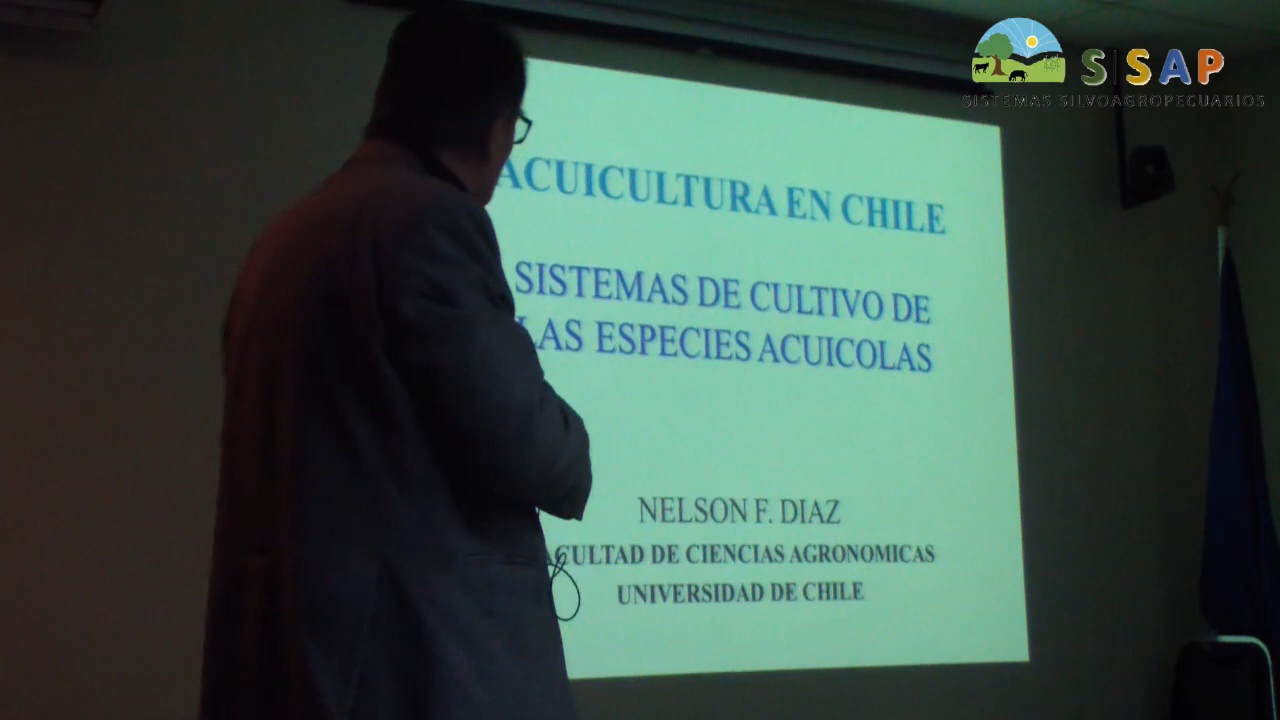 S|SAP
SISTEMAS SILVOAGROPECUARIOS
ACUICULTURA EN CHILE
SISTEMAS DE CULTIVO DE
LAS ESPECIES ACUICOLAS
NELSON F. DIAZ
ACULTAD DE CIENCIAS AGRONOMICAS
UNIVERSIDAD DE CHILE